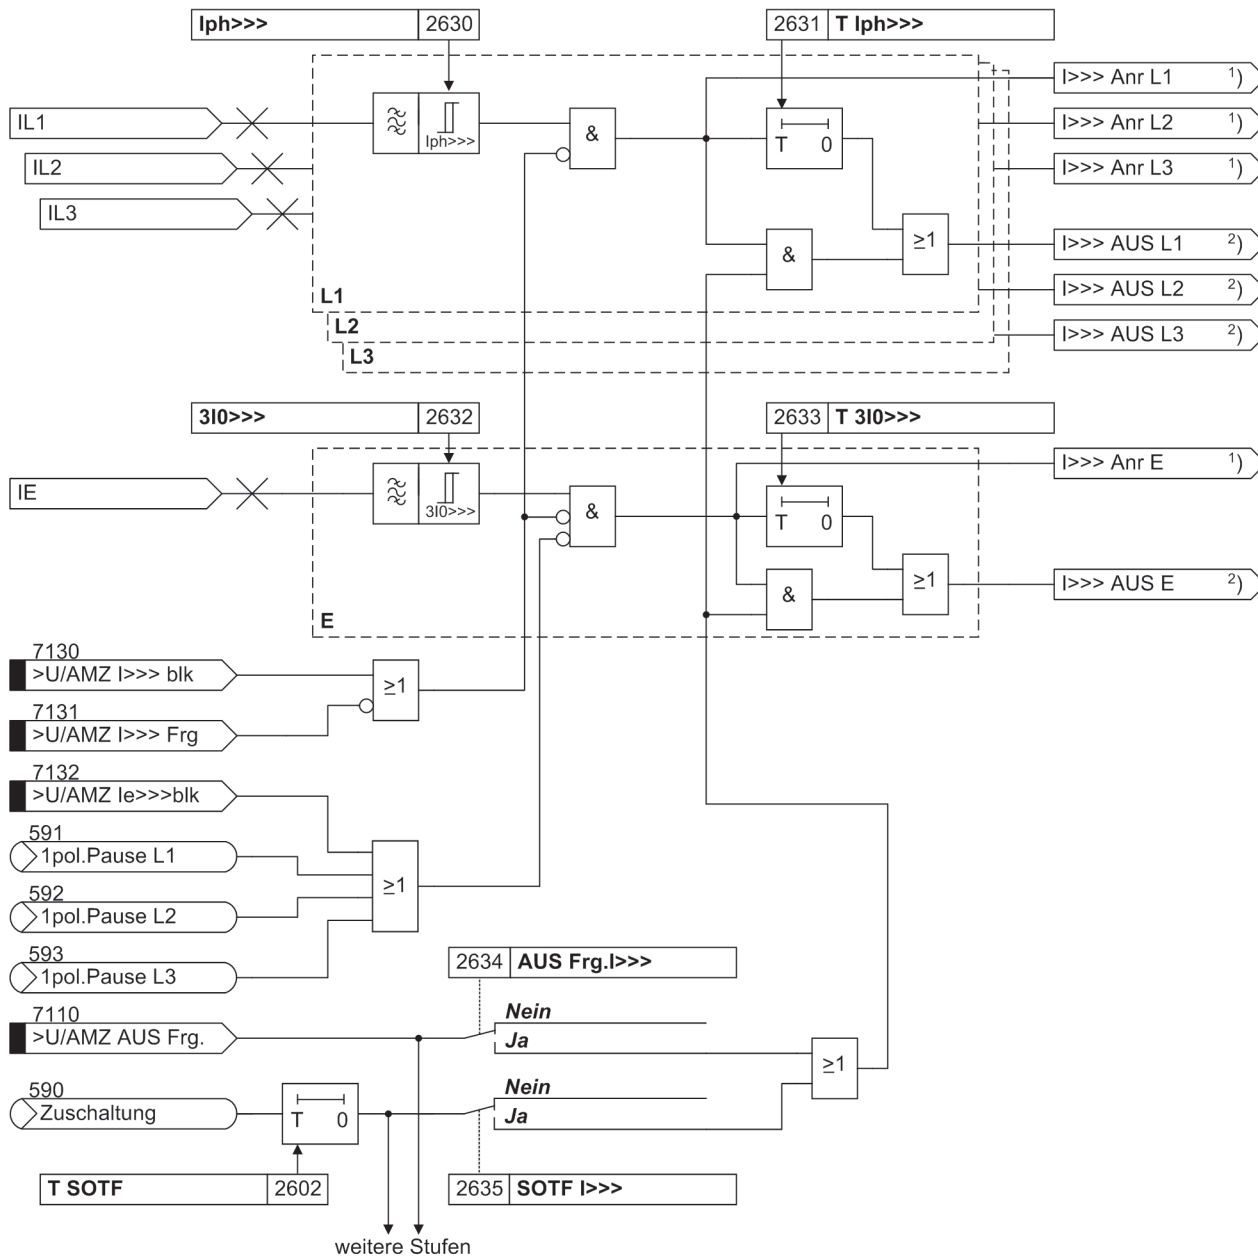 Iph>>> 2630
2631 T Iph>>>
I>>> Anr L1 1)
IL1
Iph>>>
&
T 0
I>>> Anr L2 1)
IL2
I>>> Anr L3 1)
IL3
&
≥1
I>>> AUS L1 2)
I>>> AUS L2 2)
L1
L2
I>>> AUS L3 2)
L3
3I0>>> 2632
2633 T 3I0>>>
I>>> Anr E 1)
IE
3I0>>>
&
T 0
&
≥1
I>>> AUS E 2)
E
7130
>U/AMZ I>>> blk
≥1
7131
>U/AMZ I>>> Frg
7132
>U/AMZ Ie>>>blk
591
1pol.Pause L1
≥1
592
1pol.Pause L2
593
1pol.Pause L3
2634 AUS Frg.I>>>
7110
>U/AMZ AUS Frg.
Nein
Ja
≥1
590
Zuschaltung
T 0
Nein
Ja
T SOTF 2602
2635 SOTF I>>>
weitere Stufen